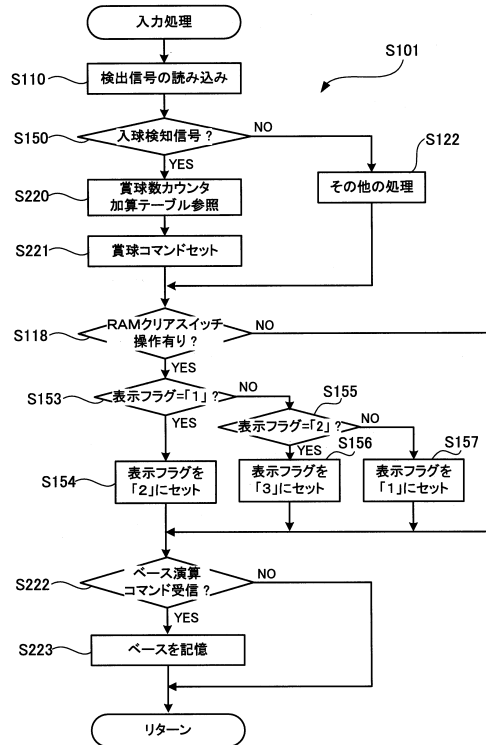 入力処理
S101
S110
検出信号の読み込み
S150
入球検知信号？
NO
YES
S122
その他の処理
S220
賞球数カウンタ
加算テーブル参照
S221
賞球コマンドセット
S118
RAMクリアスイッチ
操作有り？
NO
YES
S153
表示フラグ=「1」？
NO
YES
S155
表示フラグ=「2」？
NO
YES
S154
表示フラグを
「2」にセット
S156
表示フラグを
「3」にセット
S157
表示フラグを
「1」にセット
S222
ベース演算
コマンド受信？
NO
YES
S223
ベースを記憶
リターン